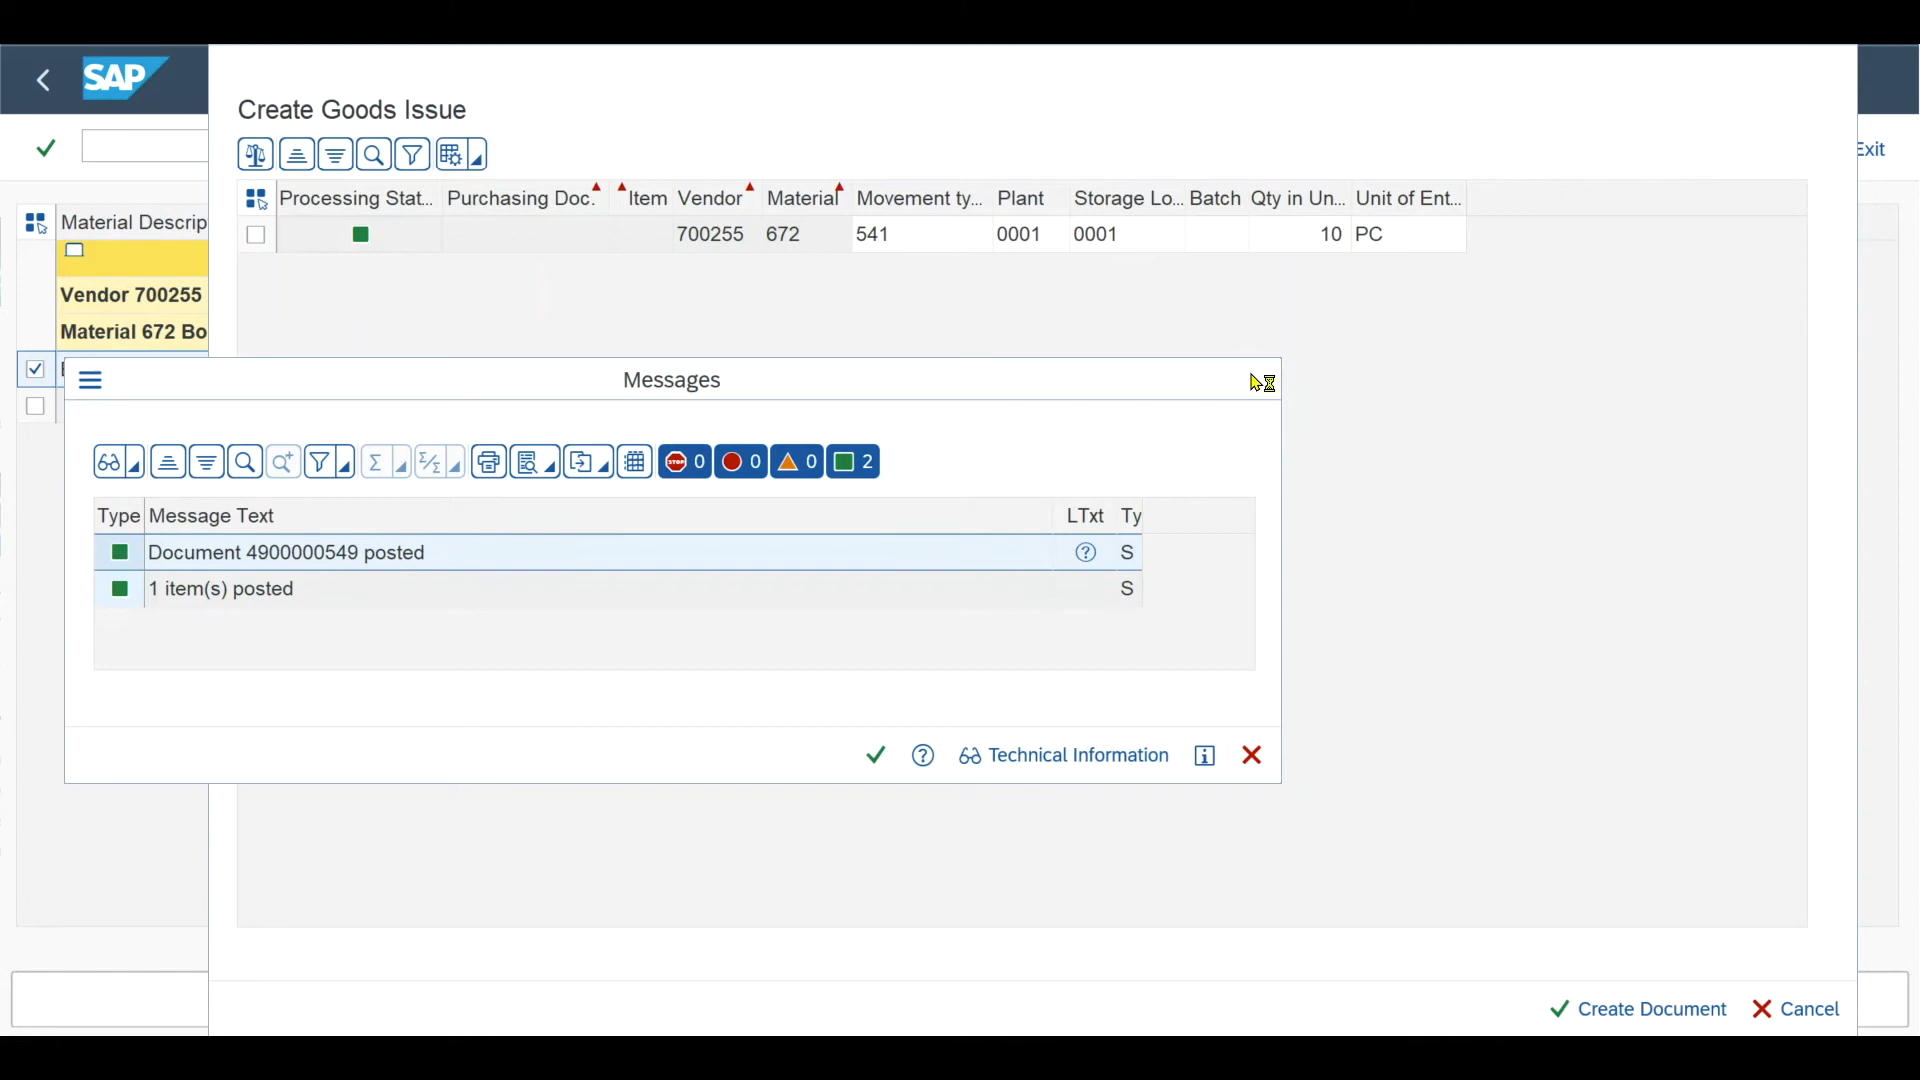 SAP
Exit
Create Goods Issue
Processing Stat... Purchasing Doc. Item Vendor Material Movement ty... Plant Storage Lo... Batch Qty in Un... Unit of Ent...
700255 672 541 0001 0001 10 PC
Material Descrip
Vendor 700255
Material 672 Bo
Messages
STOP 0 0 0 2
Type Message Text LTxt Ty
Document 4900000549 posted ? S
1 item(s) posted S
? Technical Information i
Create Document Cancel